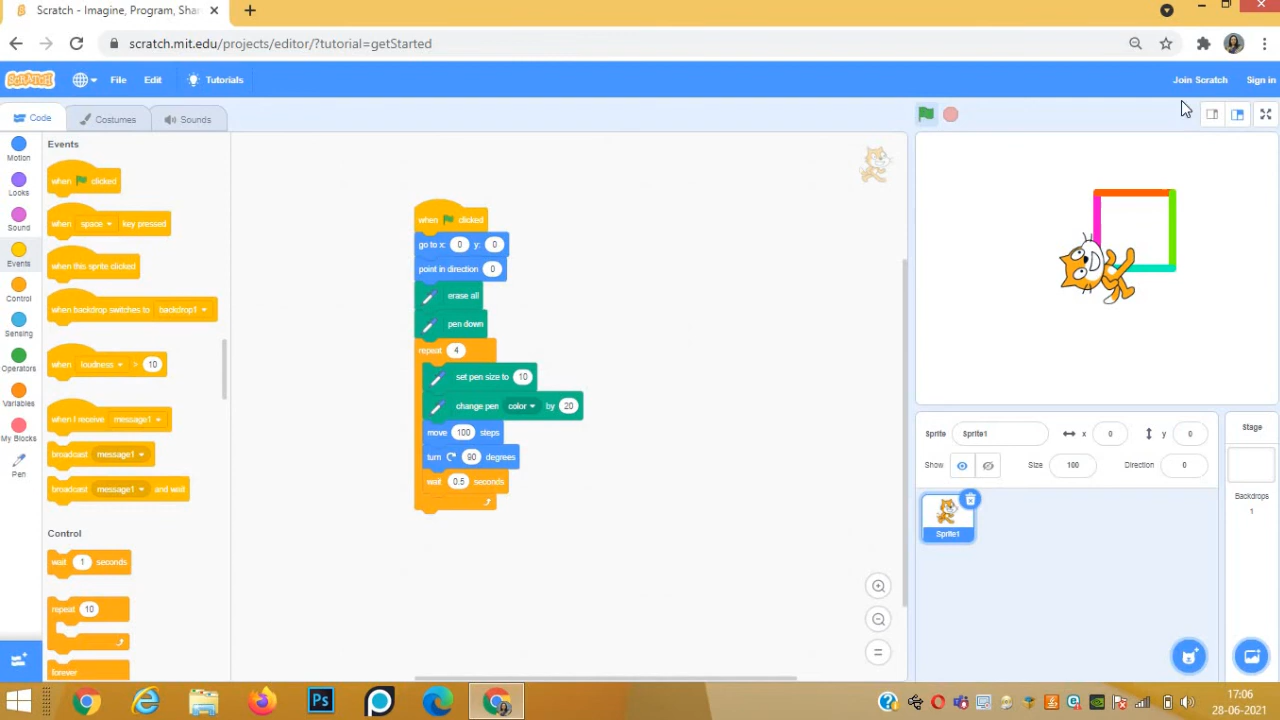 Scratch - Imagine, Program, Sha
scratch.mit.edu/projects/editor/?tutorial=getStarted
SCRATCH File Edit Tutorials Join Scratch Sign in
Code Costumes Sounds
Motion
Looks
Sound
Events
Control
Sensing
Operators
Variables
My Blocks
Pen
Events
when clicked
when space key pressed
when this sprite clicked
when backdrop switches to backdrop1
when loudness > 10
when I receive message1
broadcast message1
broadcast message1 and wait
Control
wait 1 seconds
repeat 10
forever
when clicked
go to x: 0 y: 0
point in direction 0
erase all
pen down
repeat 4
set pen size to 10
change pen color by 20
move 100 steps
turn 90 degrees
wait 0.5 seconds
Sprite Sprite1 x 0 y 0
Show Size 100 Direction 0
Sprite1
Stage
Backdrops
1
Ps
17:06
28-06-2021